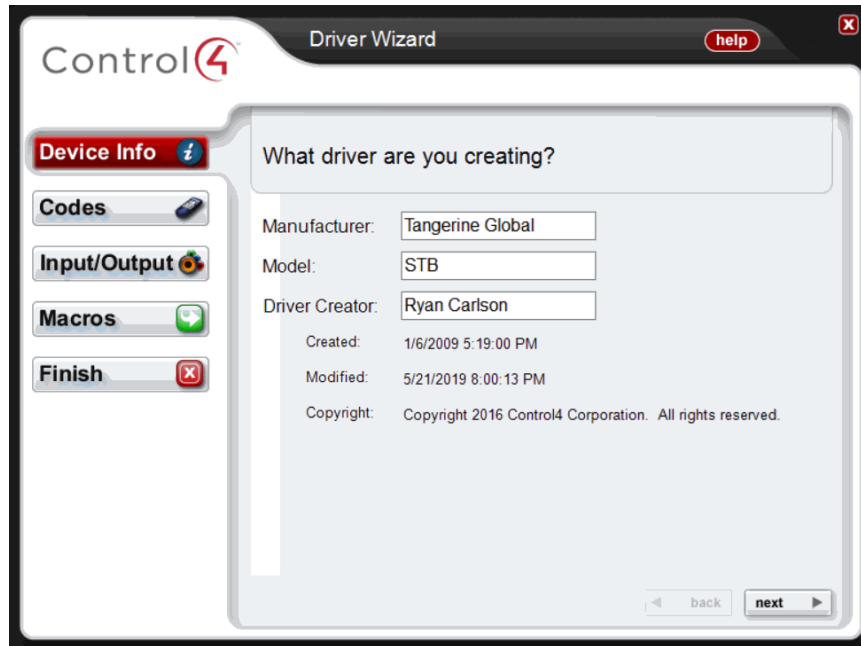 Control4
Driver Wizard
help
Device Info
Codes
Input/Output
Macros
Finish
What driver are you creating?
Manufacturer: Tangerine Global
Model: STB
Driver Creator: Ryan Carlson
Created: 1/6/2009 5:19:00 PM
Modified: 5/21/2019 8:00:13 PM
Copyright: Copyright 2016 Control4 Corporation. All rights reserved.
back
next